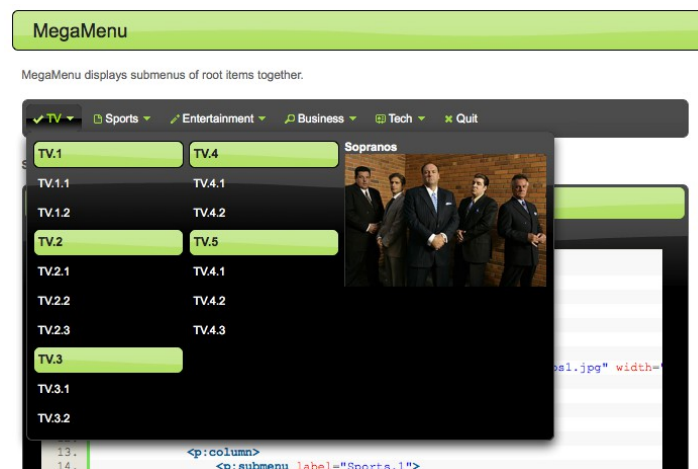 MegaMenu
MegaMenu displays submenus of root items together.
TV Sports Entertainment Business Tech Quit
TV.1 TV.4 Sopranos
TV.1.1 TV.4.1
TV.1.2 TV.4.2
TV.2 TV.5
TV.2.1 TV.4.1
TV.2.2 TV.4.2
TV.2.3 TV.4.3
TV.3
os1.jpg" width="
TV.3.1
TV.3.2
13. <p:column>
14. <p:submenu label="Sports.1">